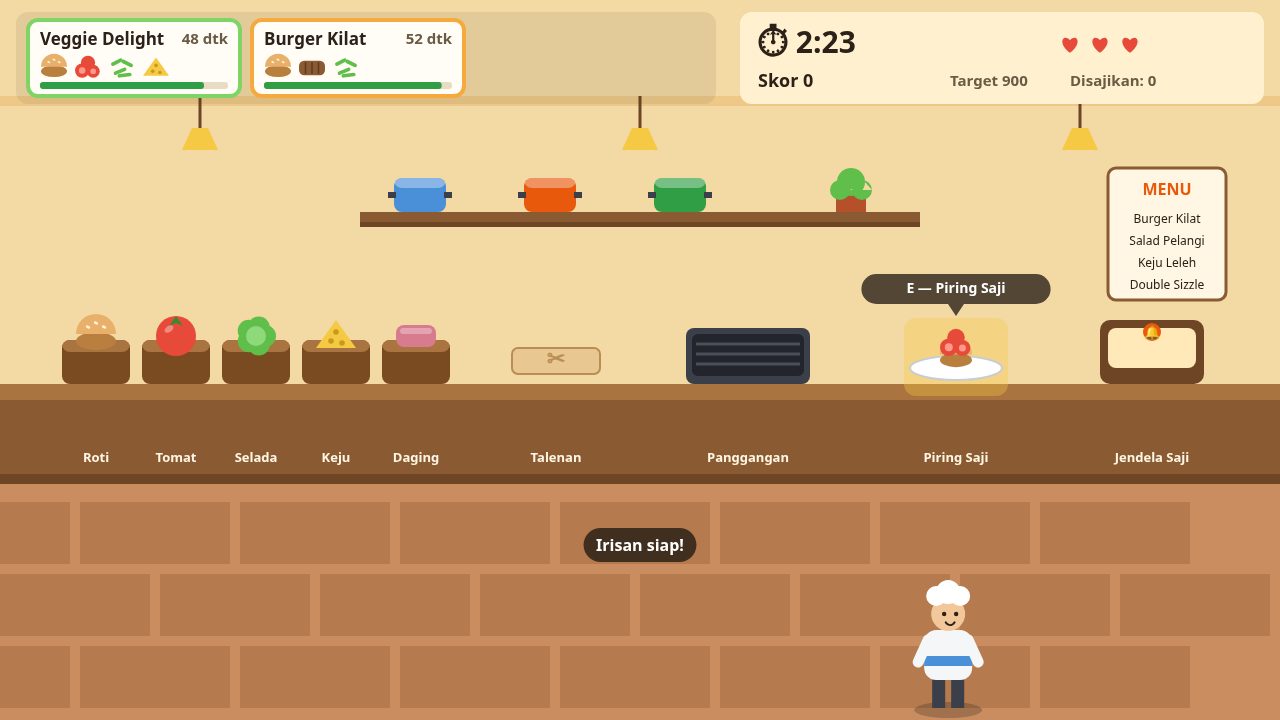 Veggie Delight 48 dtk
Burger Kilat 52 dtk
2:23
Skor 0 Target 900 Disajikan: 0
MENU
Burger Kilat
Salad Pelangi
Keju Leleh
Double Sizzle
E — Piring Saji
Roti Tomat Selada Keju Daging Talenan Panggangan Piring Saji Jendela Saji
Irisan siap!